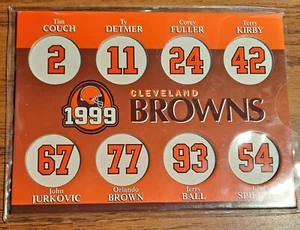 Tim Ty Corey Terry
COUCH DETMER FULLER KIRBY
2 11 24 42
CLEVELAND
1999 BROWNS
67 77 93 54
John Orlando Jerry
JURKOVIC BROWN BALL